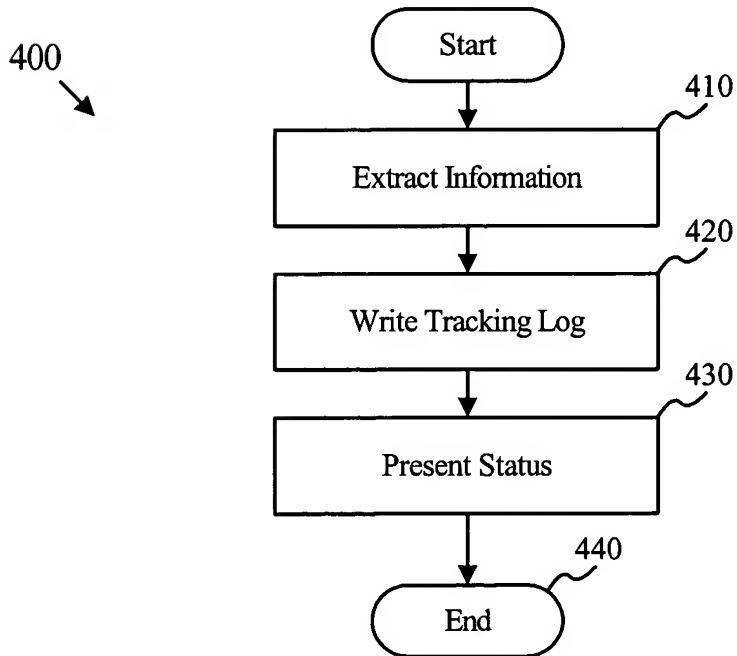 Start
400
410
Extract Information
420
Write Tracking Log
430
Present Status
440
End